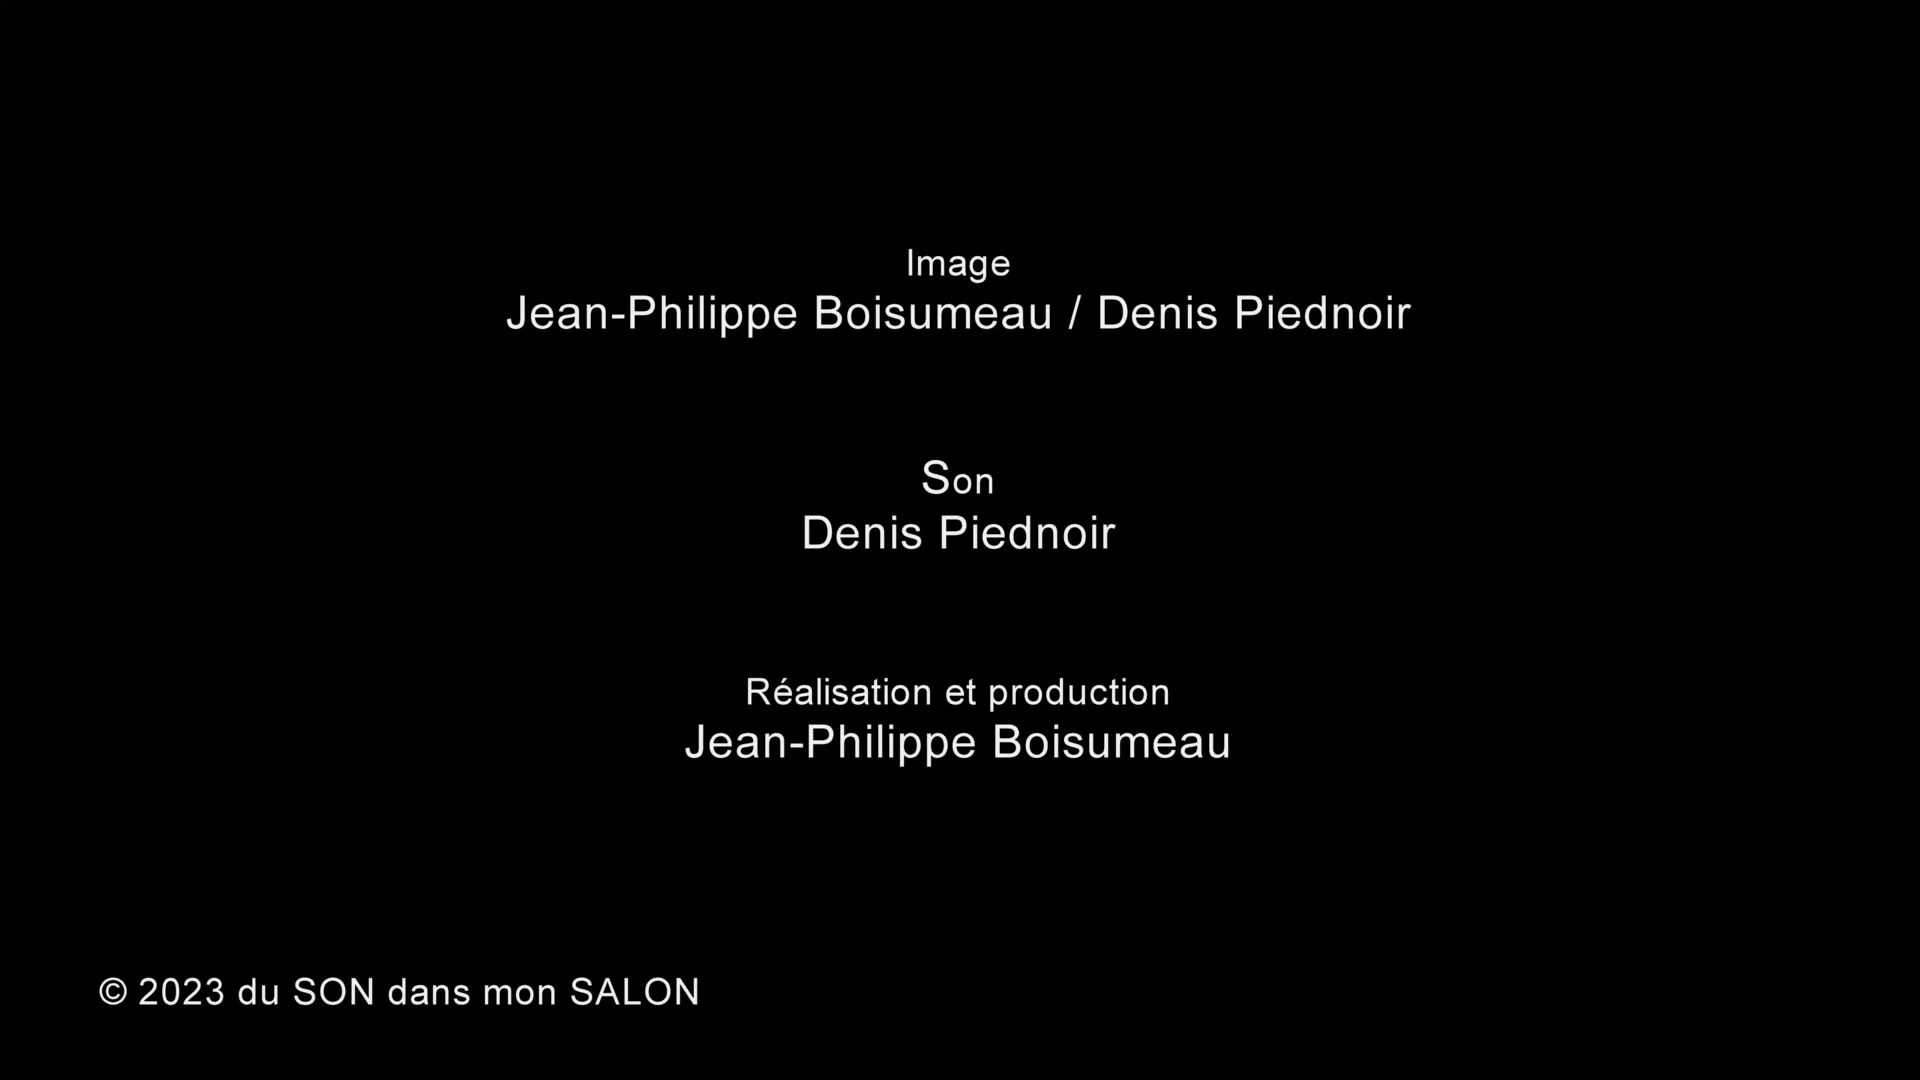 Image
Jean-Philippe Boisumeau / Denis Piednoir
Son
Denis Piednoir
Réalisation et production
Jean-Philippe Boisumeau
© 2023 du SON dans mon SALON